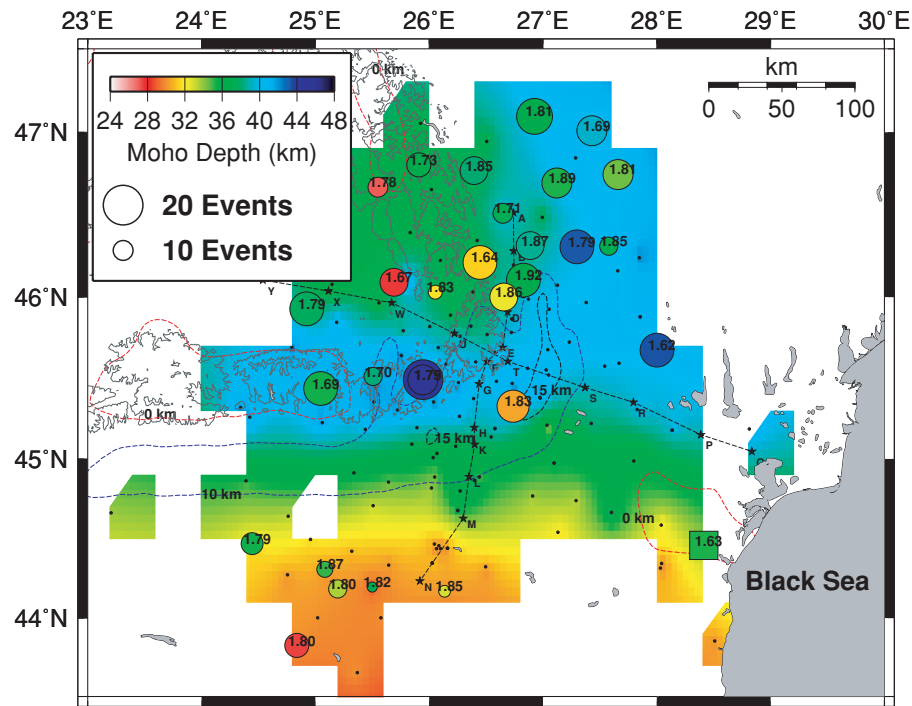 23˚E 24˚E 25˚E 26˚E 27˚E 28˚E 29˚E 30˚E
47˚N
46˚N
45˚N
44˚N
24 28 32 36 40 44 48
Moho Depth (km)
20 Events
10 Events
km
0 50 100
0 km
1.81
1.69
1.73 1.85 1.81
1.78 1.89
1.71
A
1.87 1.79 1.85
1.64
1.67 1.83 1.92
1.86
Y X W
1.79
D
U
E 1.62
T
1.69 1.70 1.75 G 15 km S
1.83 R
0 km
H
15 km K P
10 km L
0 km
M
1.79 1.63
1.87
1.80 1.82 N 1.85
Black Sea
1.80